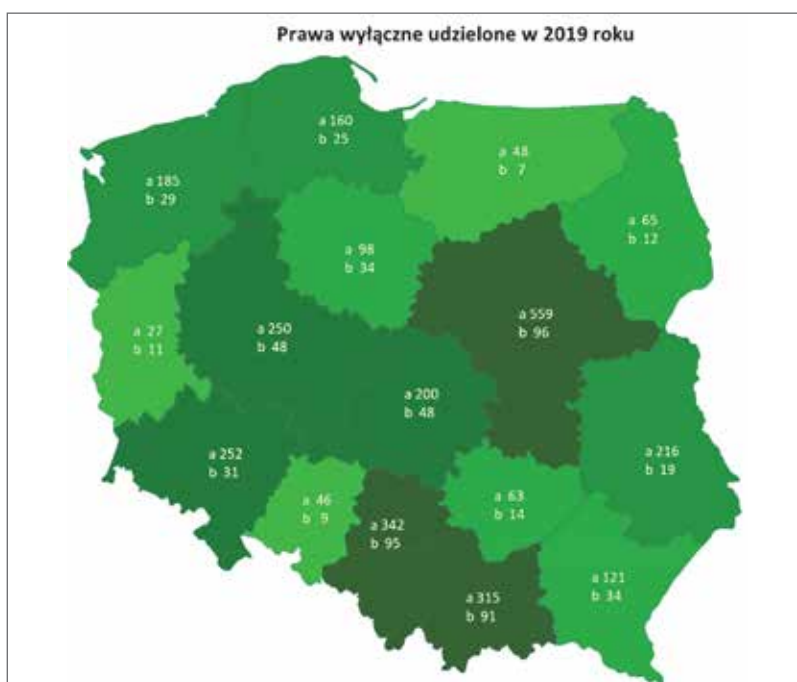 Prawa wyłączne udzielone w 2019 roku
a 160
b 25
a 48
b 7
a 185
b 29
a 65
b 12
a 98
b 34
a 559
b 96
a 250
b 48
a 27
b 11
a 200
b 48
a 216
b 19
a 252
b 31
a 46
b 9
a 63
b 14
a 342
b 95
a 121
b 34
a 315
b 91